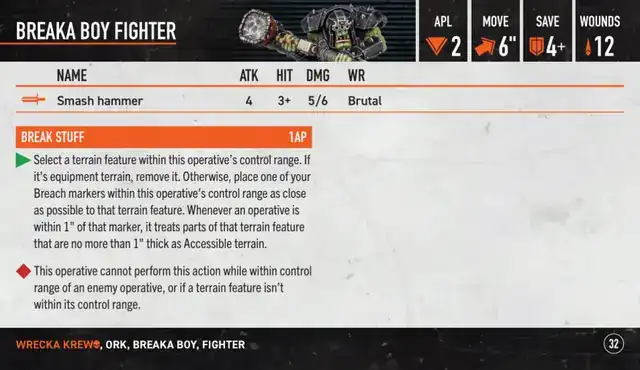 BREAKA BOY FIGHTER
APL MOVE SAVE WOUNDS
2 6" 4+ 12
NAME ATK HIT DMG WR
Smash hammer 4 3+ 5/6 Brutal
BREAK STUFF 1AP
Select a terrain feature within this operative's control range. If
it's equipment terrain, remove it. Otherwise, place one of your
Breach markers within this operative's control range as close
as possible to that terrain feature. Whenever an operative is
within 1" of that marker, it treats parts of that terrain feature
that are no more than 1" thick as Accessible terrain.
This operative cannot perform this action while within control
range of an enemy operative, or if a terrain feature isn't
within its control range.
WRECKA KREW, ORK, BREAKA BOY, FIGHTER
32